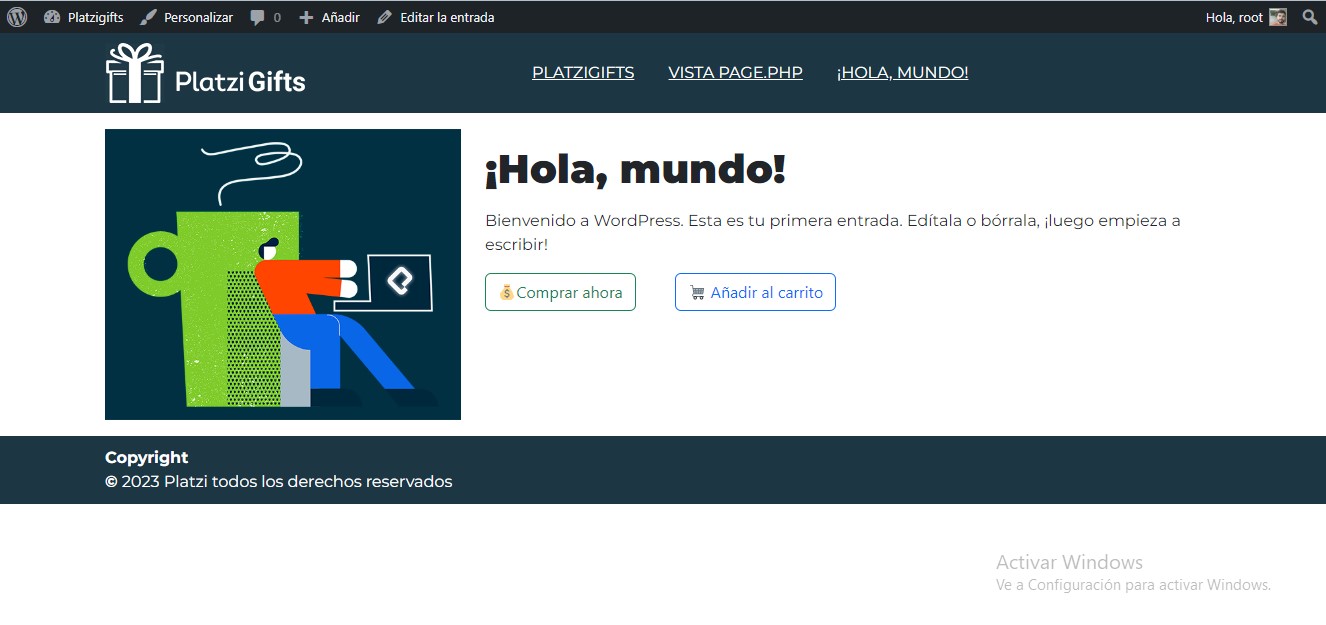 Platzigifts Personalizar 0 Añadir Editar la entrada Hola, root
Platzi Gifts
PLATZIGIFTS VISTA PAGE.PHP ¡HOLA, MUNDO!
¡Hola, mundo!
Bienvenido a WordPress. Esta es tu primera entrada. Edítala o bórrala, ¡luego empieza a
escribir!
Comprar ahora Añadir al carrito
Copyright
© 2023 Platzi todos los derechos reservados
Activar Windows
Ve a Configuración para activar Windows.